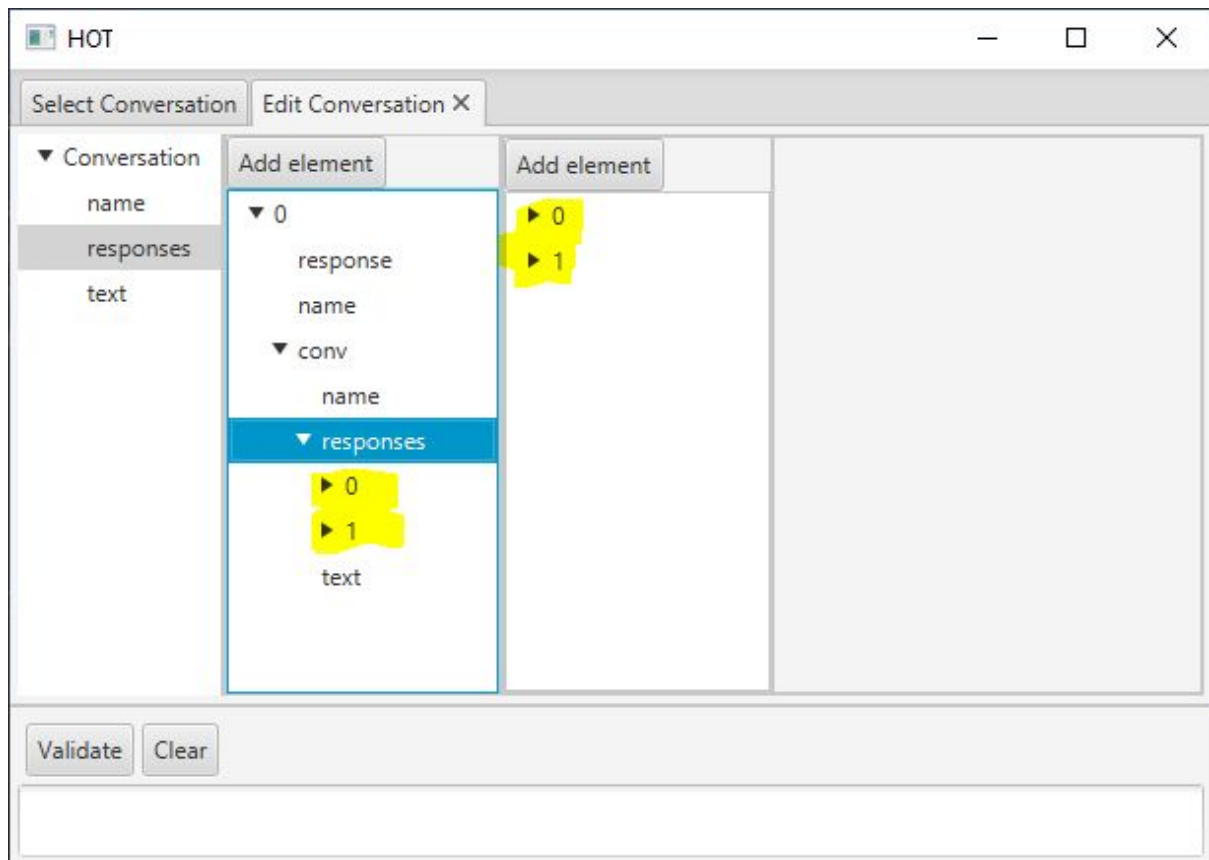 HOT
Select Conversation
Edit Conversation
Conversation
name
responses
text
Add element
0
response
name
conv
name
responses
0
1
text
Add element
0
1
Validate
Clear